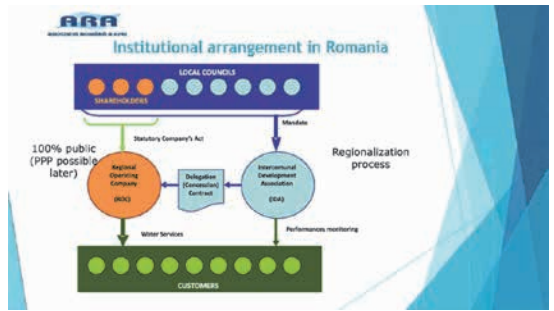 ARA
Institutional arrangement in Romania
LOCAL COUNCILS
SHAREHOLDERS
Mandate
Statutory Company's Act
100% public
(PPP possible
later)
Regional
Operating
Company
(ROC)
Delegation
(Concession)
Contract
Intercommunal
Development
Association
(IDA)
Regionalization
process
Water Services
Performances monitoring
CUSTOMERS